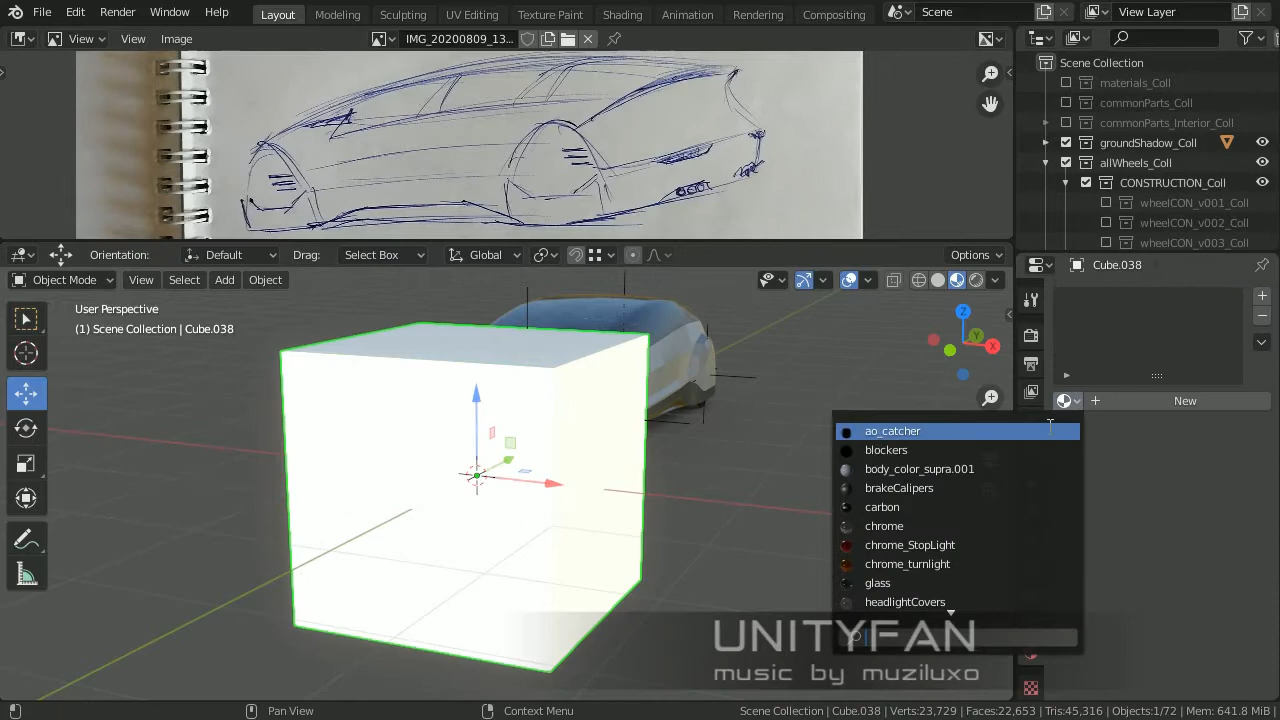 File Edit Render Window Help Layout Modeling Sculpting UV Editing Texture Paint Shading Animation Rendering Compositing Scene View Layer
View View Image IMG_20200809_13...
Scene Collection
materials_Coll
commonParts_Coll
commonParts_Interior_Coll
groundShadow_Coll
allWheels_Coll
CONSTRUCTION_Coll
wheelCON_v001_Coll
wheelCON_v002_Coll
wheelCON_v003_Coll
Orientation: Default Drag: Select Box Global Options
Object Mode View Select Add Object
Cube.038
User Perspective
(1) Scene Collection | Cube.038
Z
Y
X
New
ao_catcher
blockers
body_color_supra.001
brakeCalipers
carbon
chrome
chrome_StopLight
chrome_turnlight
glass
headlightCovers
UNITYFAN
music by muziluxo
Select Pan View Context Menu Scene Collection | Cube.038 | Verts:23,729 | Faces:22,653 | Tris:45,316 | Objects:1/72 | Mem: 641.8 MiB